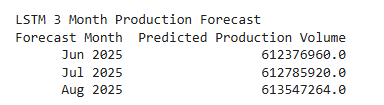 LSTM 3 Month Production Forecast
Forecast Month  Predicted Production Volume
Jun 2025  612376960.0
Jul 2025  612785920.0
Aug 2025  613547264.0